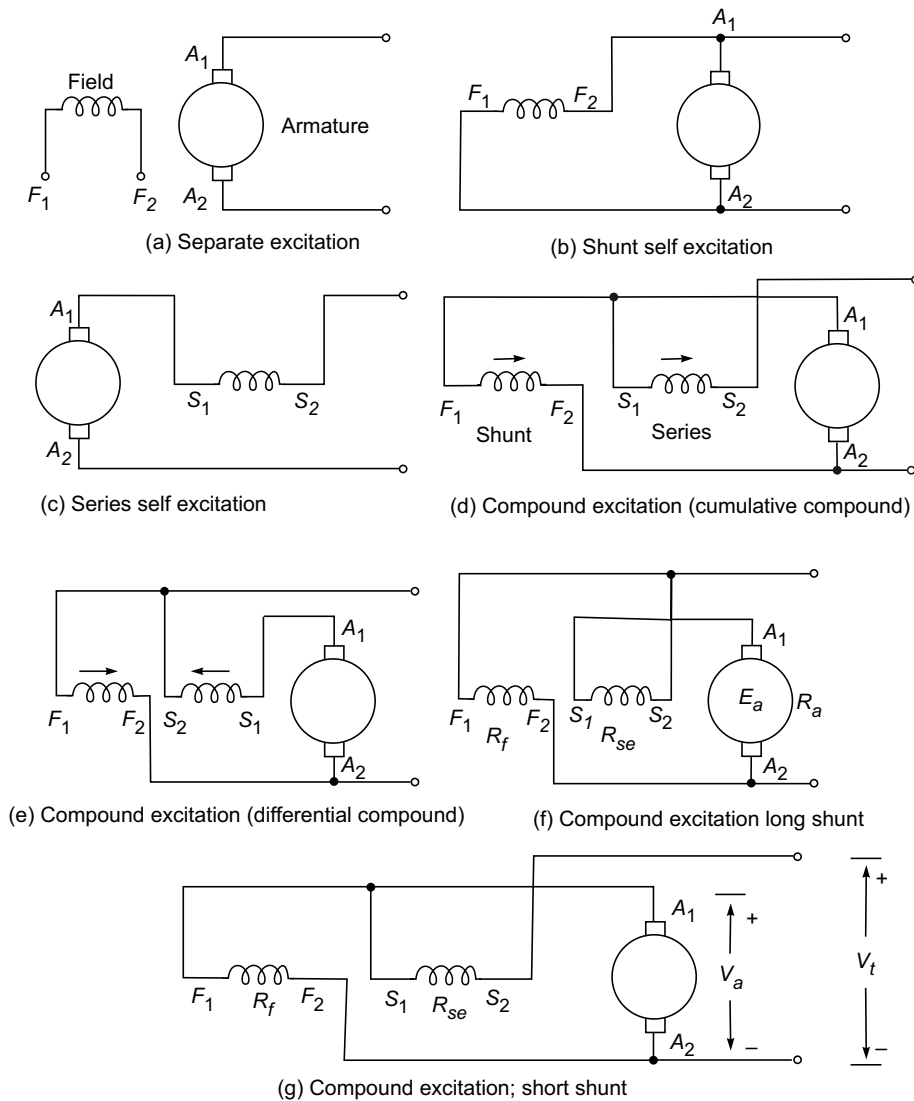 A1
A1
Field
F1
F2
Armature
F1
F2
A2
A2
(a) Separate excitation
(b) Shunt self excitation
A1
A1
S1
S2
F1
F2
S1
S2
Shunt
Series
A2
A2
(c) Series self excitation
(d) Compound excitation (cumulative compound)
A1
A1
F1
F2
S2
S1
F1
F2
S1
S2
Ea
Ra
Rf
Rse
A2
A2
(e) Compound excitation (differential compound)
(f) Compound excitation long shunt
A1
+
+
F1
Rf
F2
S1
Rse
S2
Va
Vt
A2
–
–
(g) Compound excitation; short shunt